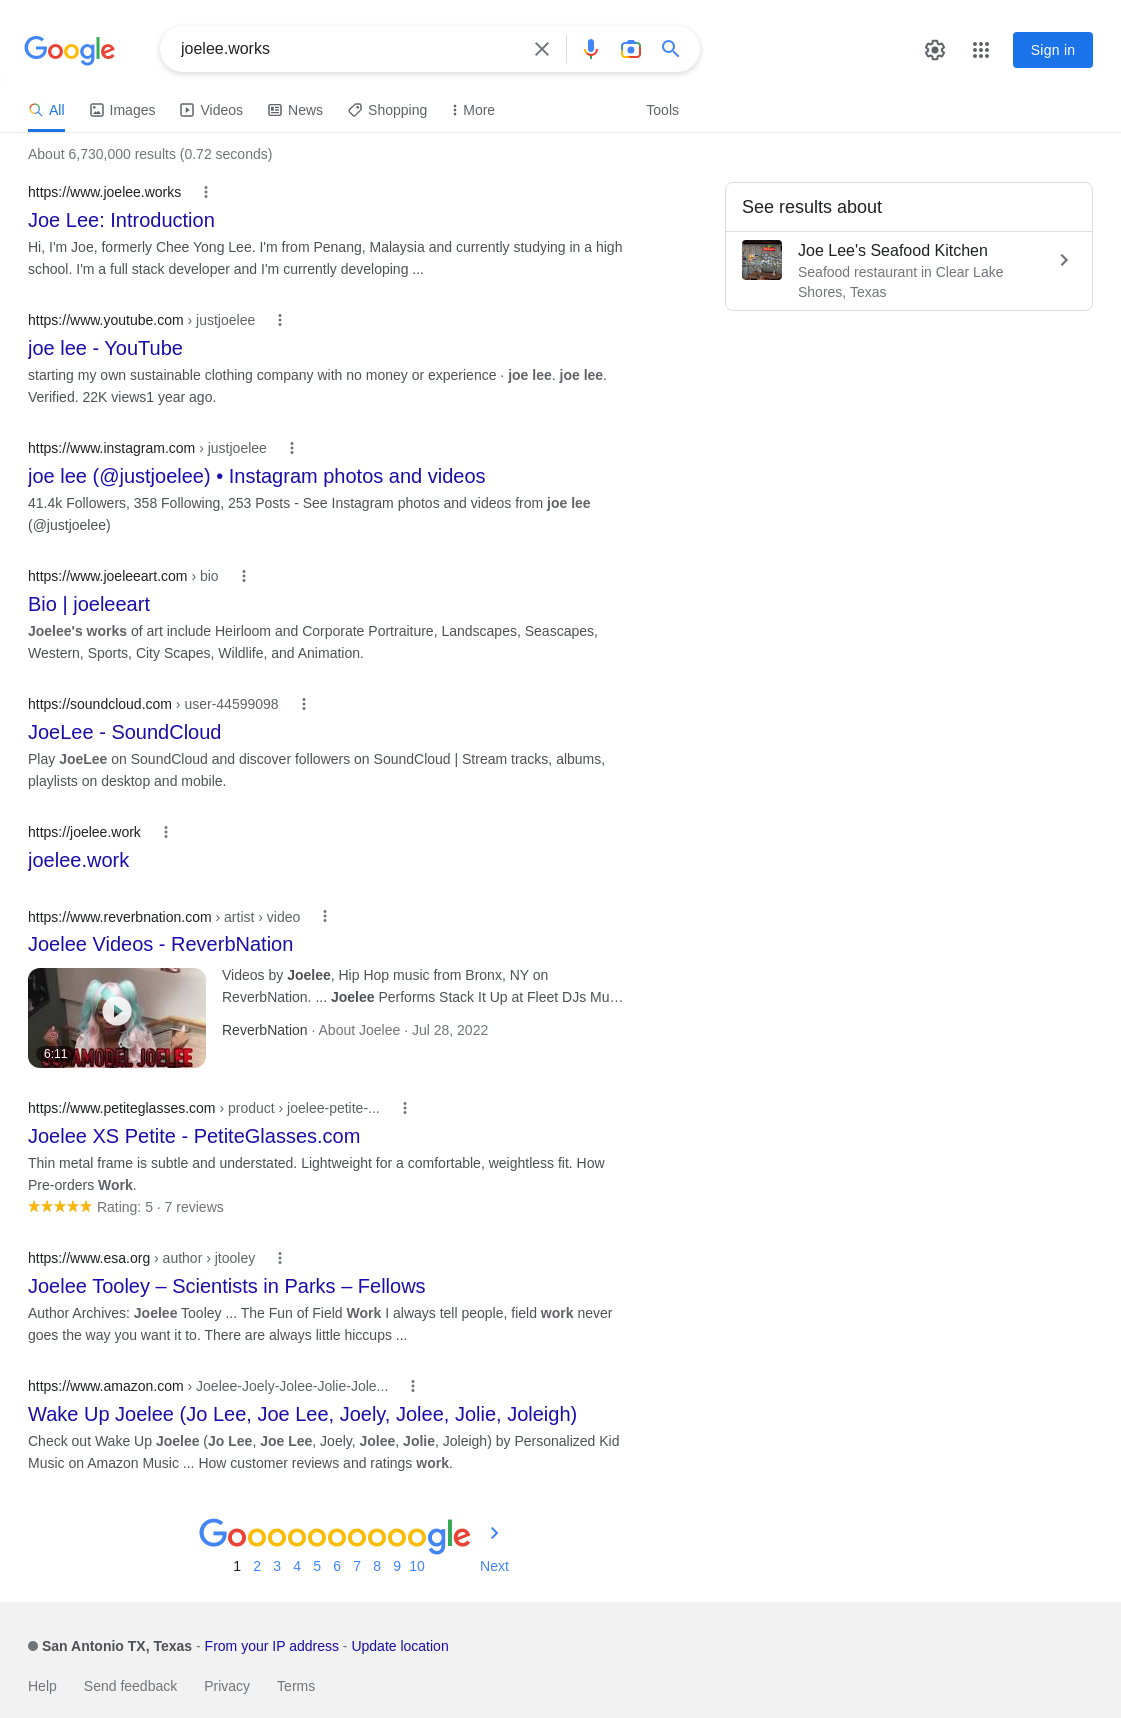 Google
joelee.works
Sign in
All
Images
Videos
News
Shopping
More
Tools
About 6,730,000 results (0.72 seconds)
https://www.joelee.works
Joe Lee: Introduction
Hi, I'm Joe, formerly Chee Yong Lee. I'm from Penang, Malaysia and currently studying in a high
school. I'm a full stack developer and I'm currently developing ...
See results about
Joe Lee's Seafood Kitchen
Seafood restaurant in Clear Lake
Shores, Texas
https://www.youtube.com › justjoelee
joe lee - YouTube
starting my own sustainable clothing company with no money or experience · joe lee. joe lee.
Verified. 22K views1 year ago.
https://www.instagram.com › justjoelee
joe lee (@justjoelee) • Instagram photos and videos
41.4k Followers, 358 Following, 253 Posts - See Instagram photos and videos from joe lee
(@justjoelee)
https://www.joeleeart.com › bio
Bio | joeleeart
Joelee's works of art include Heirloom and Corporate Portraiture, Landscapes, Seascapes,
Western, Sports, City Scapes, Wildlife, and Animation.
https://soundcloud.com › user-44599098
JoeLee - SoundCloud
Play JoeLee on SoundCloud and discover followers on SoundCloud | Stream tracks, albums,
playlists on desktop and mobile.
https://joelee.work
joelee.work
https://www.reverbnation.com › artist › video
Joelee Videos - ReverbNation
6:11
JOELEE
Videos by Joelee, Hip Hop music from Bronx, NY on
ReverbNation. ... Joelee Performs Stack It Up at Fleet DJs Mu…
ReverbNation · About Joelee · Jul 28, 2022
https://www.petiteglasses.com › product › joelee-petite-...
Joelee XS Petite - PetiteGlasses.com
Thin metal frame is subtle and understated. Lightweight for a comfortable, weightless fit. How
Pre-orders Work.
Rating: 5 · 7 reviews
https://www.esa.org › author › jtooley
Joelee Tooley – Scientists in Parks – Fellows
Author Archives: Joelee Tooley ... The Fun of Field Work I always tell people, field work never
goes the way you want it to. There are always little hiccups ...
https://www.amazon.com › Joelee-Joely-Jolee-Jolie-Jole...
Wake Up Joelee (Jo Lee, Joe Lee, Joely, Jolee, Jolie, Joleigh)
Check out Wake Up Joelee (Jo Lee, Joe Lee, Joely, Jolee, Jolie, Joleigh) by Personalized Kid
Music on Amazon Music ... How customer reviews and ratings work.
Goooooooooogle
1 2 3 4 5 6 7 8 9 10 Next
San Antonio TX, Texas - From your IP address - Update location
Help Send feedback Privacy Terms